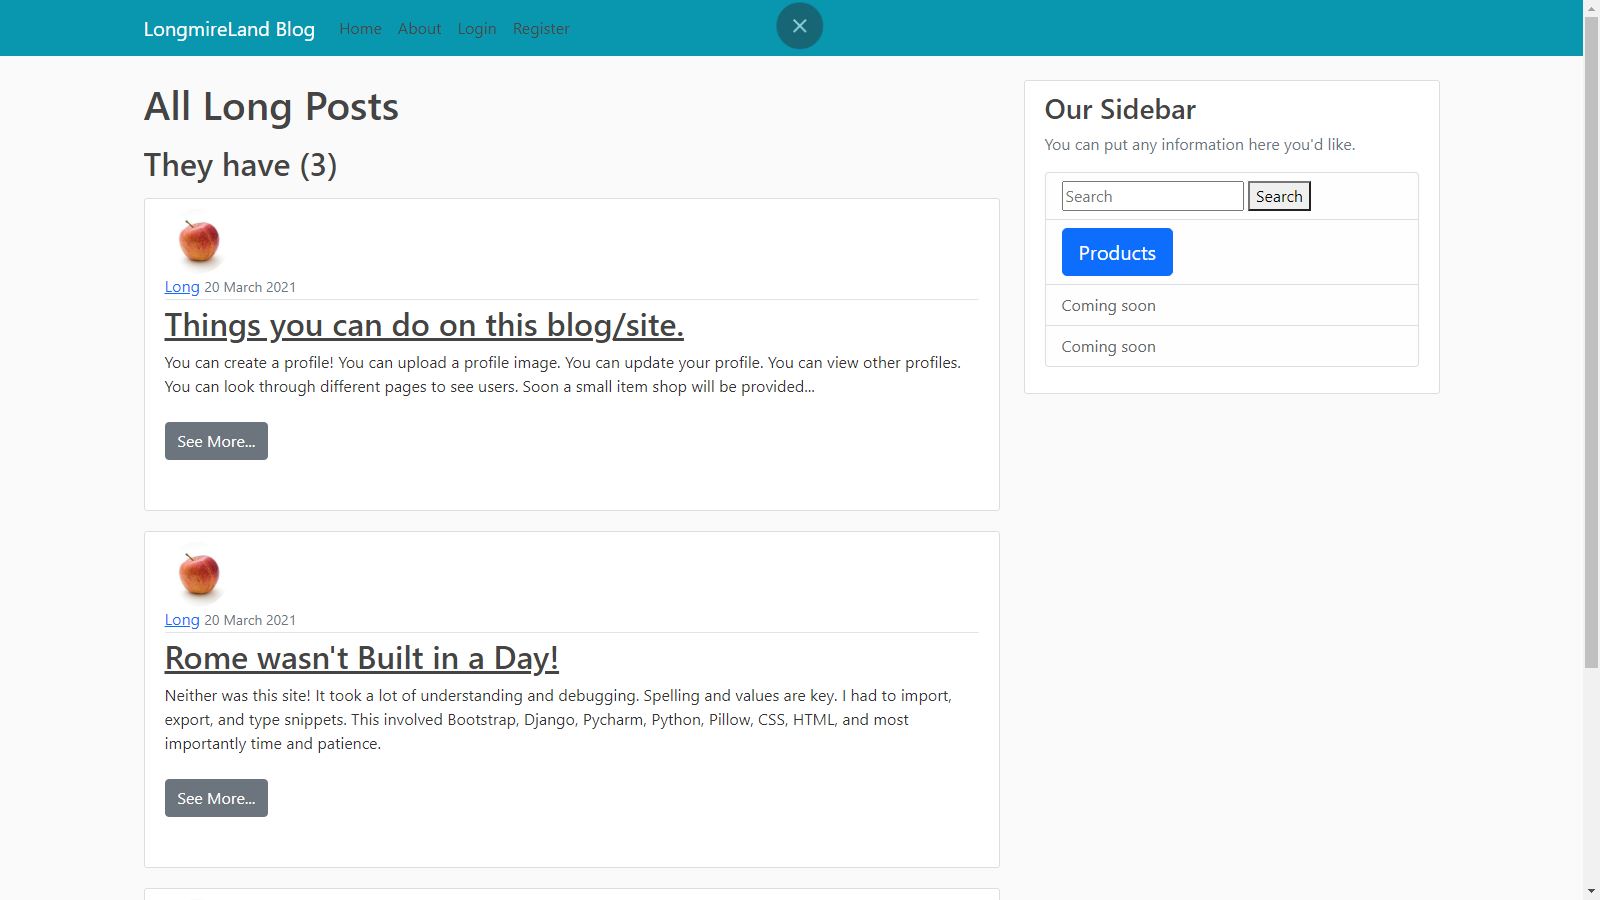 LongmireLand Blog Home About Login Register
All Long Posts
They have (3)
Long 20 March 2021
Things you can do on this blog/site.
You can create a profile! You can upload a profile image. You can update your profile. You can view other profiles.
You can look through different pages to see users. Soon a small item shop will be provided...
See More...
Long 20 March 2021
Rome wasn't Built in a Day!
Neither was this site! It took a lot of understanding and debugging. Spelling and values are key. I had to import,
export, and type snippets. This involved Bootstrap, Django, Pycharm, Python, Pillow, CSS, HTML, and most
importantly time and patience.
See More...
Our Sidebar
You can put any information here you'd like.
Search Search
Products
Coming soon
Coming soon